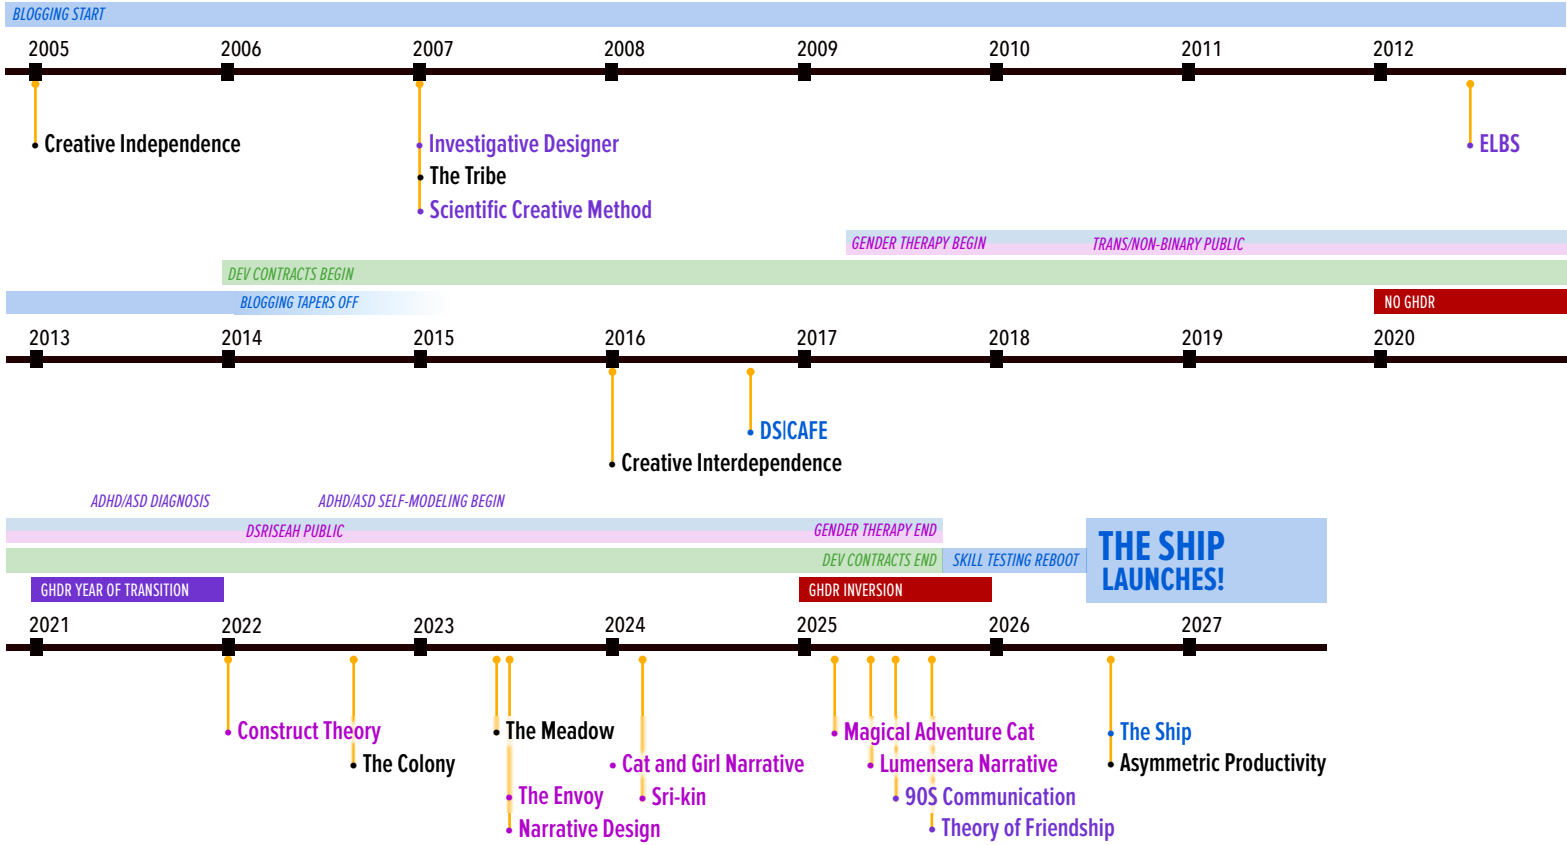 BLOGGING START
2005 2006 2007 2008 2009 2010 2011 2012
Creative Independence
Investigative Designer
The Tribe
Scientific Creative Method
ELBS
GENDER THERAPY BEGIN TRANS/NON-BINARY PUBLIC
DEV CONTRACTS BEGIN
BLOGGING TAPERS OFF
NO GHDR
2013 2014 2015 2016 2017 2018 2019 2020
DS|CAFE
Creative Interdependence
ADHD/ASD DIAGNOSIS ADHD/ASD SELF-MODELING BEGIN
DSRISEAH PUBLIC
GENDER THERAPY END
DEV CONTRACTS END
SKILL TESTING REBOOT
THE SHIP
LAUNCHES!
GHDR YEAR OF TRANSITION
GHDR INVERSION
2021 2022 2023 2024 2025 2026 2027
Construct Theory
The Colony
The Meadow
The Envoy
Narrative Design
Cat and Girl Narrative
Sri-kin
Magical Adventure Cat
Lumensera Narrative
90S Communication
Theory of Friendship
The Ship
Asymmetric Productivity